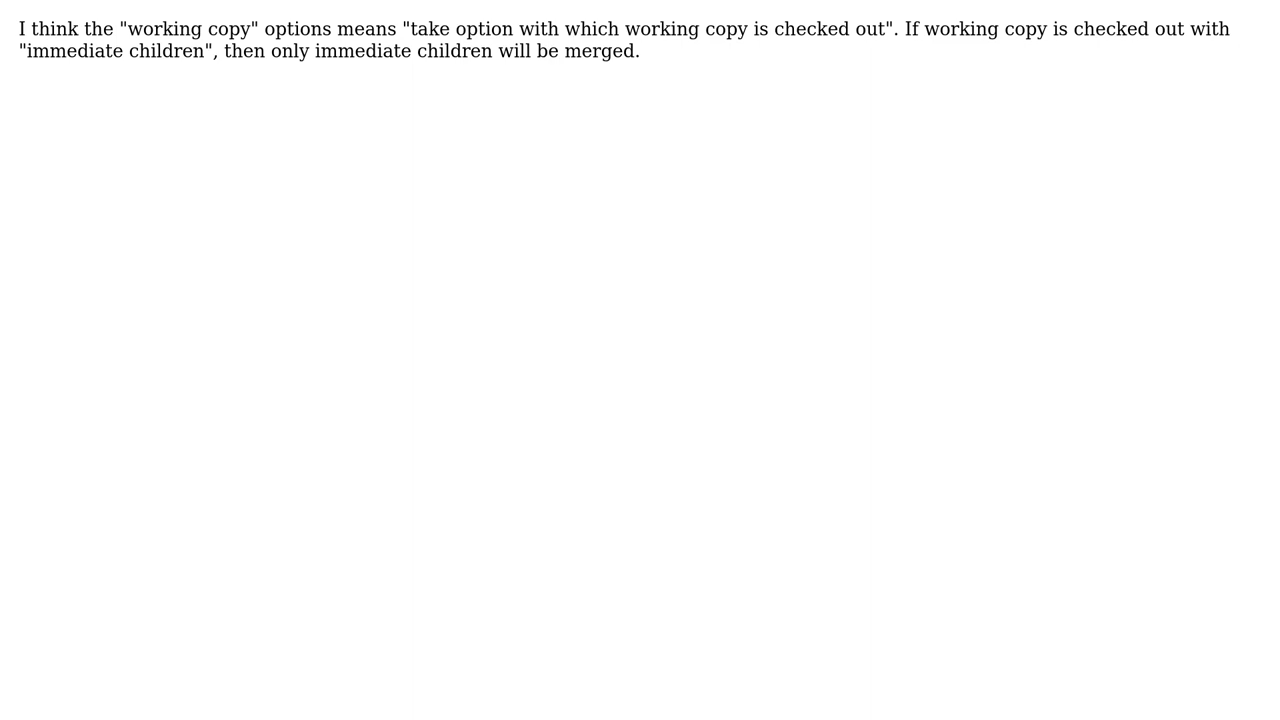 I think the "working copy" options means "take option with which working copy is checked out". If working copy is checked out with
"immediate children", then only immediate children will be merged.